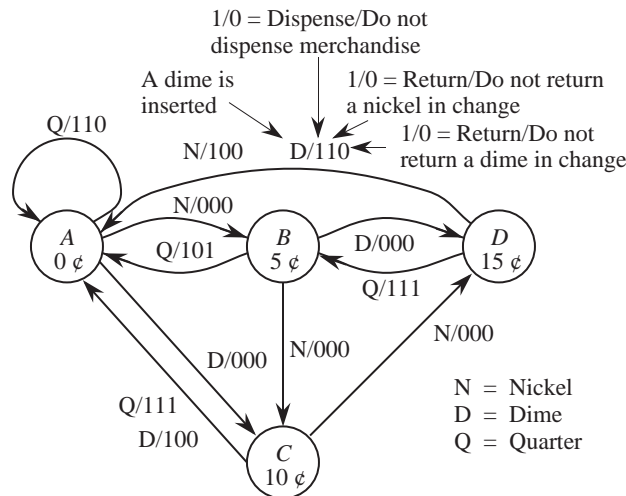 1/0 = Dispense/Do not
dispense merchandise
A dime is
inserted
1/0 = Return/Do not return
a nickel in change
1/0 = Return/Do not
return a dime in change
D/110
Q/110
N/100
N/000
A
0 ¢
Q/101
B
5 ¢
D/000
D
15 ¢
Q/111
D/000
N/000
N/000
Q/111
D/100
C
10 ¢
N = Nickel
D = Dime
Q = Quarter